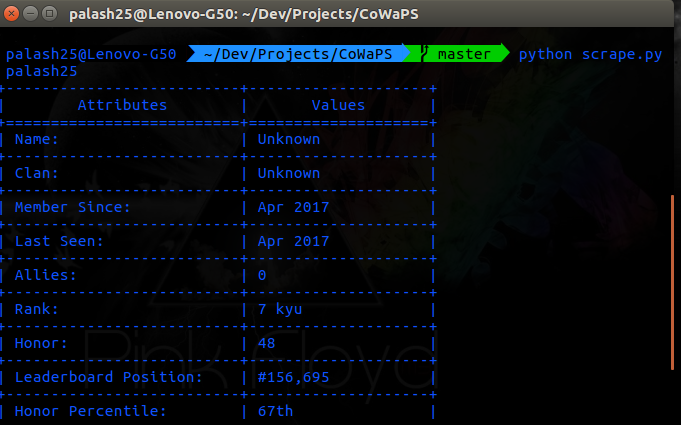 palash25@Lenovo-G50: ~/Dev/Projects/CoWaPS
palash25@Lenovo-G50 ~/Dev/Projects/CoWaPS master python scrape.py
palash25
+--------------------------+--------------------+
| Attributes | Values |
+==========================+====================+
| Name: | Unknown |
+--------------------------+--------------------+
| Clan: | Unknown |
+--------------------------+--------------------+
| Member Since: | Apr 2017 |
+--------------------------+--------------------+
| Last Seen: | Apr 2017 |
+--------------------------+--------------------+
| Allies: | 0 |
+--------------------------+--------------------+
| Rank: | 7 kyu |
+--------------------------+--------------------+
| Honor: | 48 |
+--------------------------+--------------------+
| Leaderboard Position: | #156,695 |
+--------------------------+--------------------+
| Honor Percentile: | 67th |
Pink Floyd